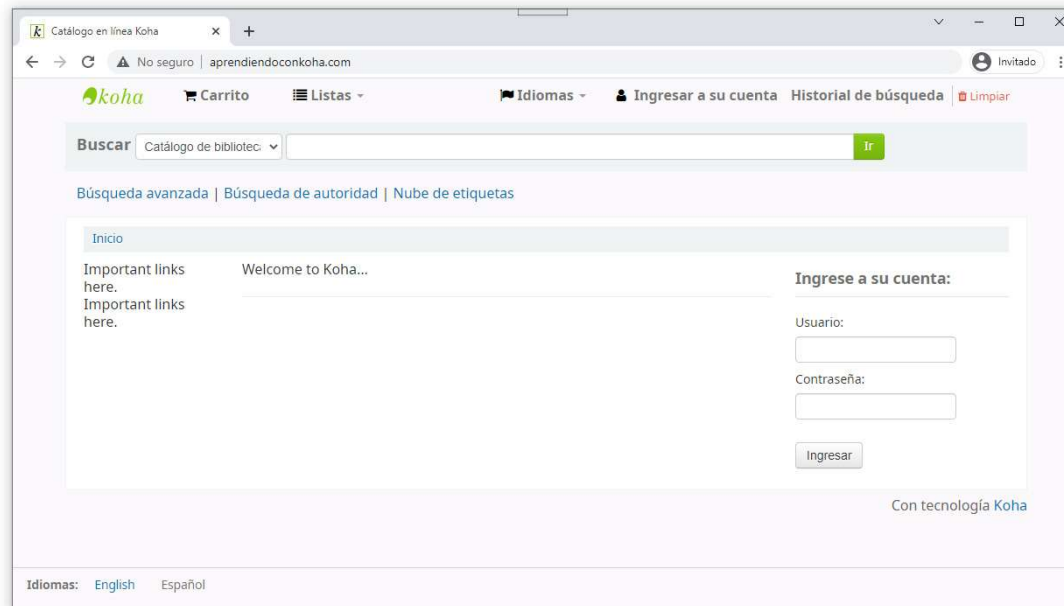 Catálogo en línea Koha
No seguro | aprendiendoconkoha.com
Invitado
koha Carrito Listas Idiomas Ingresar a su cuenta Historial de búsqueda | Limpiar
Buscar Catálogo de bibliotec Ir
Búsqueda avanzada | Búsqueda de autoridad | Nube de etiquetas
Inicio
Important links
here.
Important links
here.
Welcome to Koha...
Ingrese a su cuenta:
Usuario:
Contraseña:
Ingresar
Con tecnología Koha
Idiomas: English Español